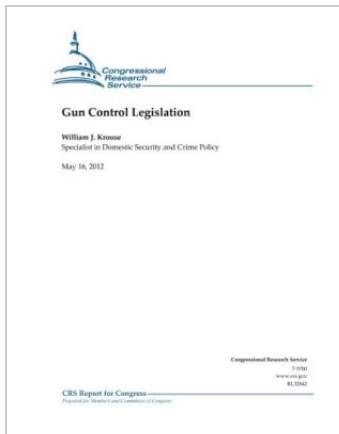 Congressional
Research
Service
Gun Control Legislation
William J. Krouse
Specialist in Domestic Security and Crime Policy
May 16, 2012
Congressional Research Service
7-5700
www.crs.gov
RL32842
CRS Report for Congress
Prepared for Members and Committees of Congress